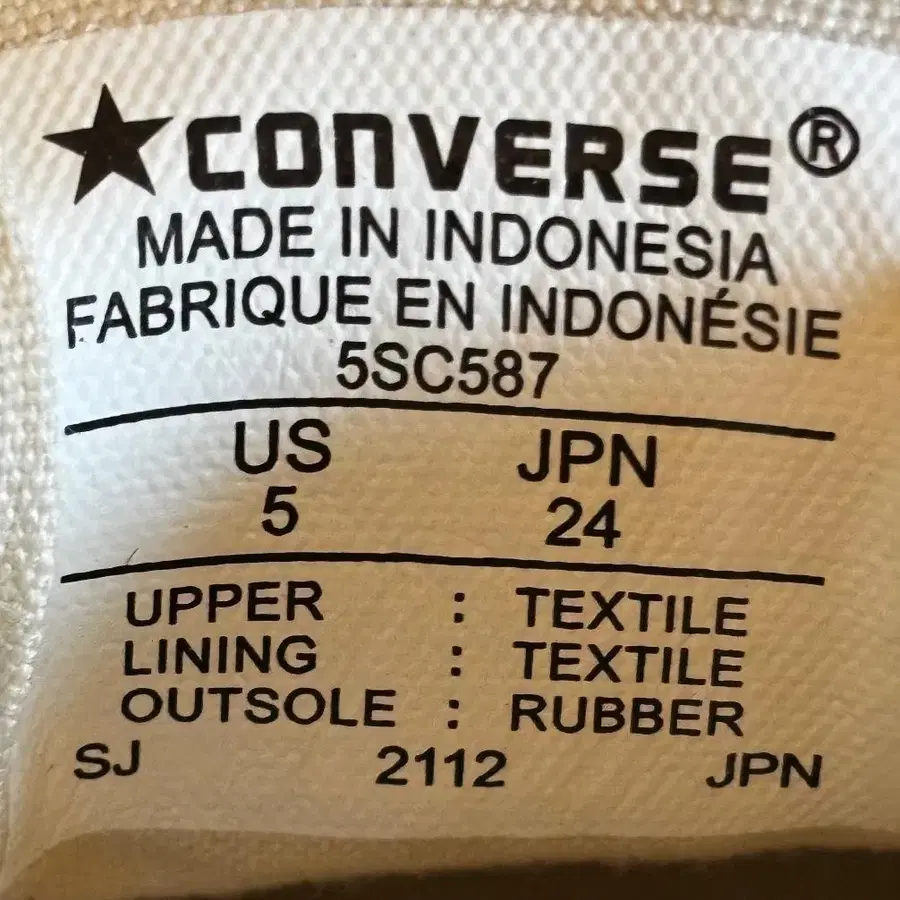 CONVERSE®
MADE IN INDONESIA
FABRIQUE EN INDONÉSIE
5SC587
US JPN
5 24
UPPER : TEXTILE
LINING : TEXTILE
OUTSOLE : RUBBER
SJ 2112 JPN